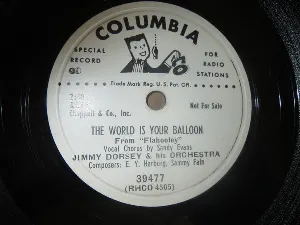 COLUMBIA
SPECIAL RECORD
FOR RADIO STATIONS
Trade Mark Reg. U.S. Pat. Off.
Chappell & Co., Inc.
Not For Sale
THE WORLD IS YOUR BALLOON
From "Flahooley"
Vocal Chorus by Sandy Evans
JIMMY DORSEY & his ORCHESTRA
Composers: E. Y. Harburg, Sammy Fain
39477
(RHCO 4505)